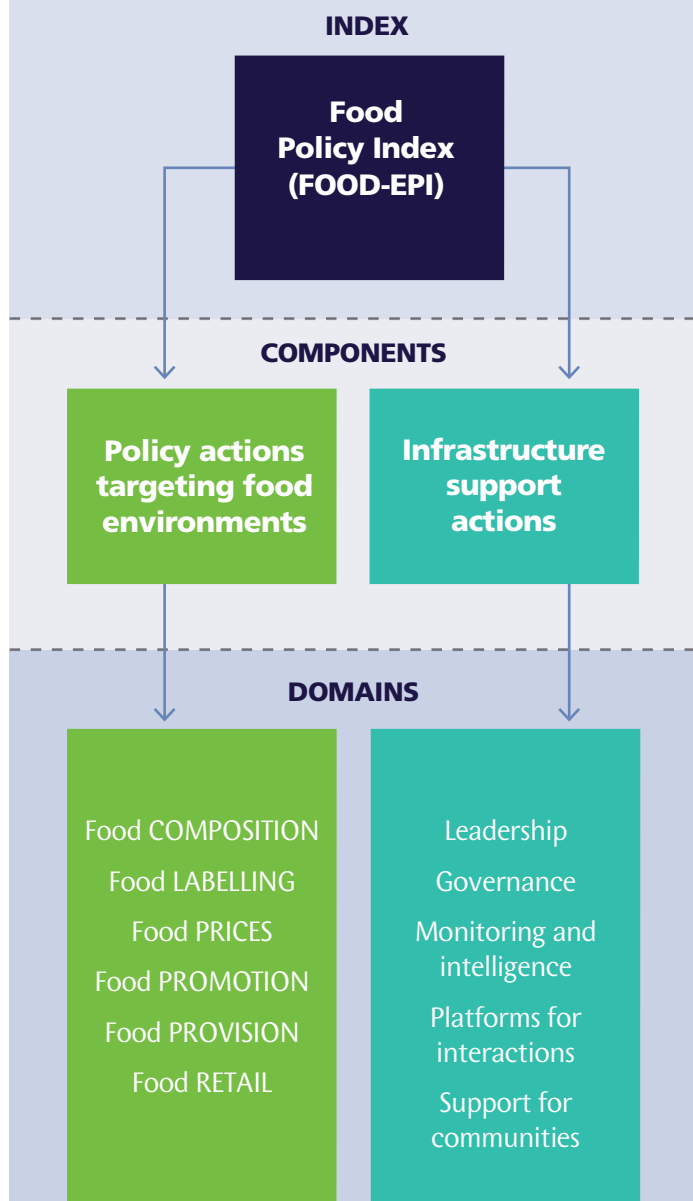 INDEX
Food
Policy Index
(FOOD-EPI)
COMPONENTS
Policy actions
targeting food
environments
Infrastructure
support
actions
DOMAINS
Food COMPOSITION
Food LABELLING
Food PRICES
Food PROMOTION
Food PROVISION
Food RETAIL
Leadership
Governance
Monitoring and
intelligence
Platforms for
interactions
Support for
communities